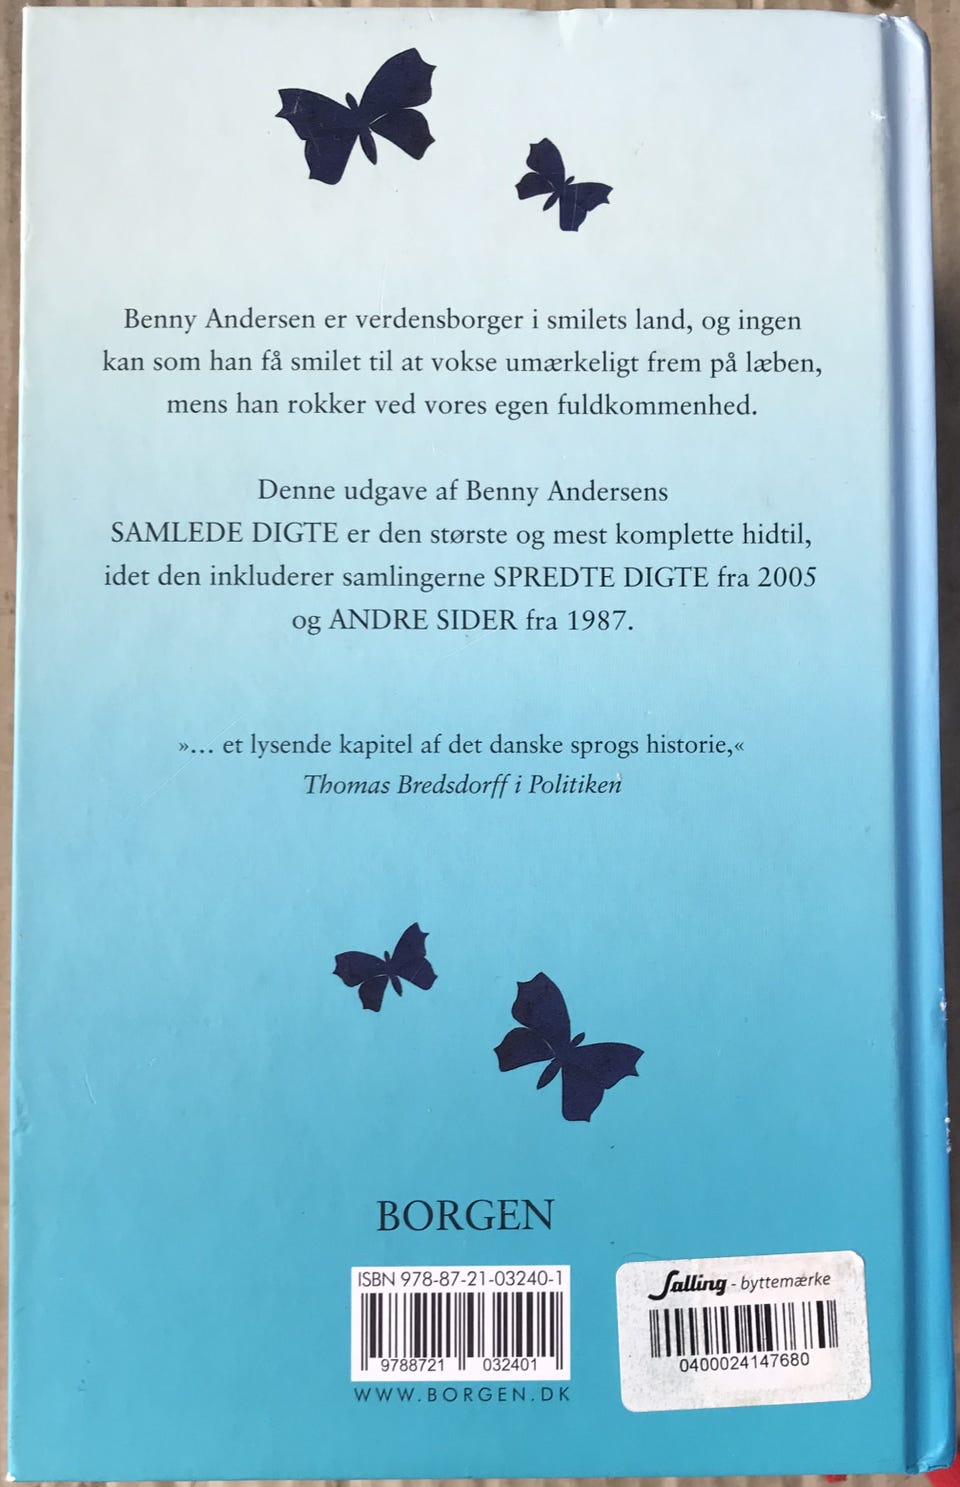 Benny Andersen er verdensborger i smilets land, og ingen
kan som han få smilet til at vokse umærkeligt frem på læben,
mens han rokker ved vores egen fuldkommenhed.
Denne udgave af Benny Andersens
SAMLEDE DIGTE er den største og mest komplette hidtil,
idet den inkluderer samlingerne SPREDTE DIGTE fra 2005
og ANDRE SIDER fra 1987.
»... et lysende kapitel af det danske sprogs historie,«
Thomas Bredsdorff i Politiken
BORGEN
ISBN 978-87-21-03240-1
9788721 032401
WWW.BORGEN.DK
Salling - byttemærke
0400024147680